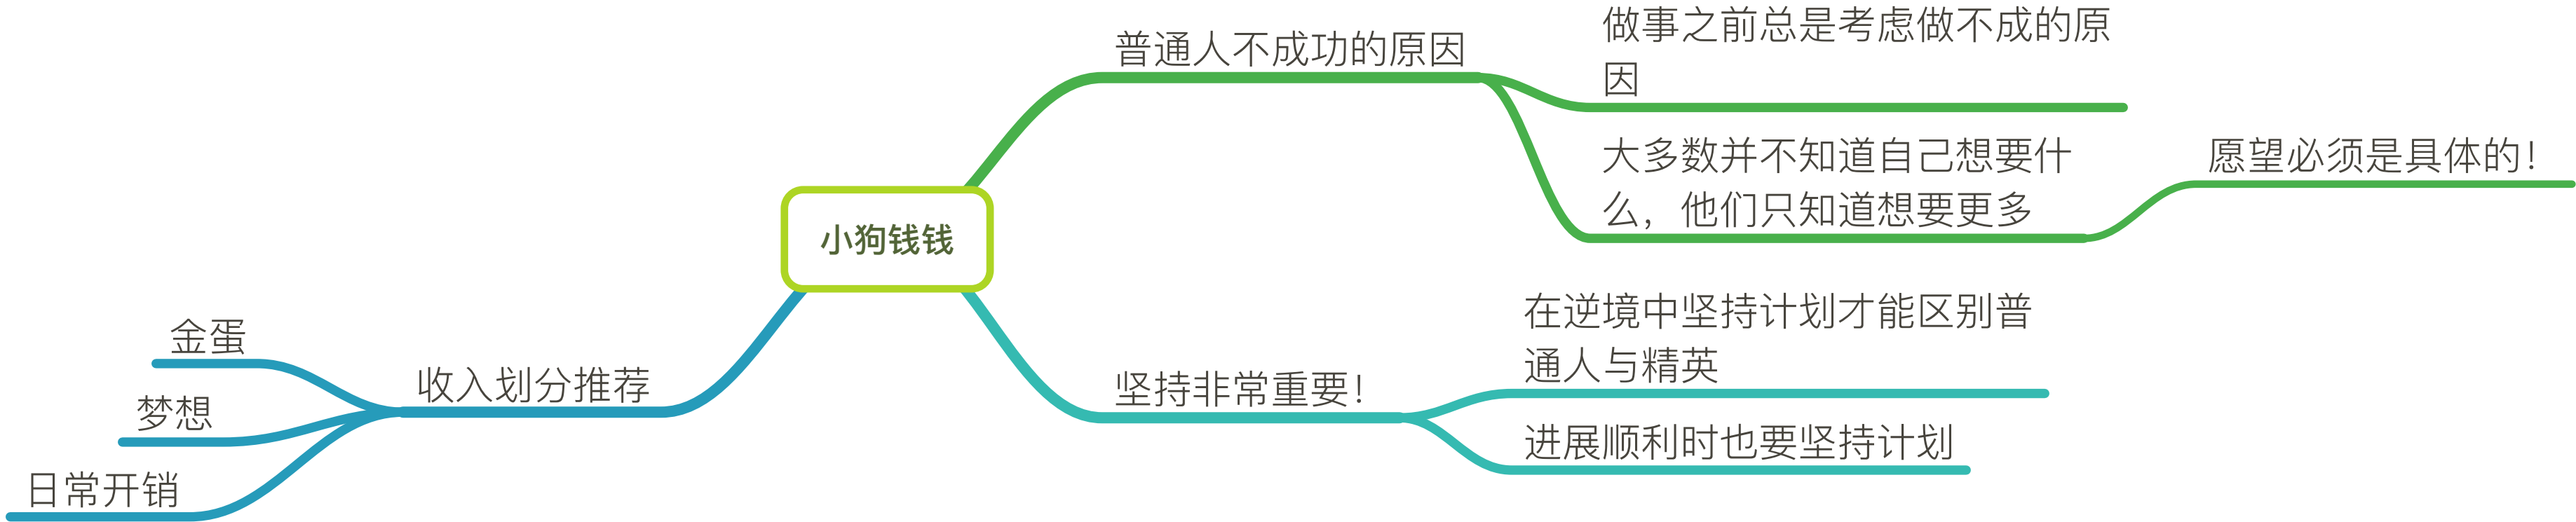 小狗钱钱
普通人不成功的原因
做事之前总是考虑做不成的原
因
大多数并不知道自己想要什
么，他们只知道想要更多
愿望必须是具体的！
坚持非常重要！
在逆境中坚持计划才能区别普
通人与精英
进展顺利时也要坚持计划
收入划分推荐
金蛋
梦想
日常开销